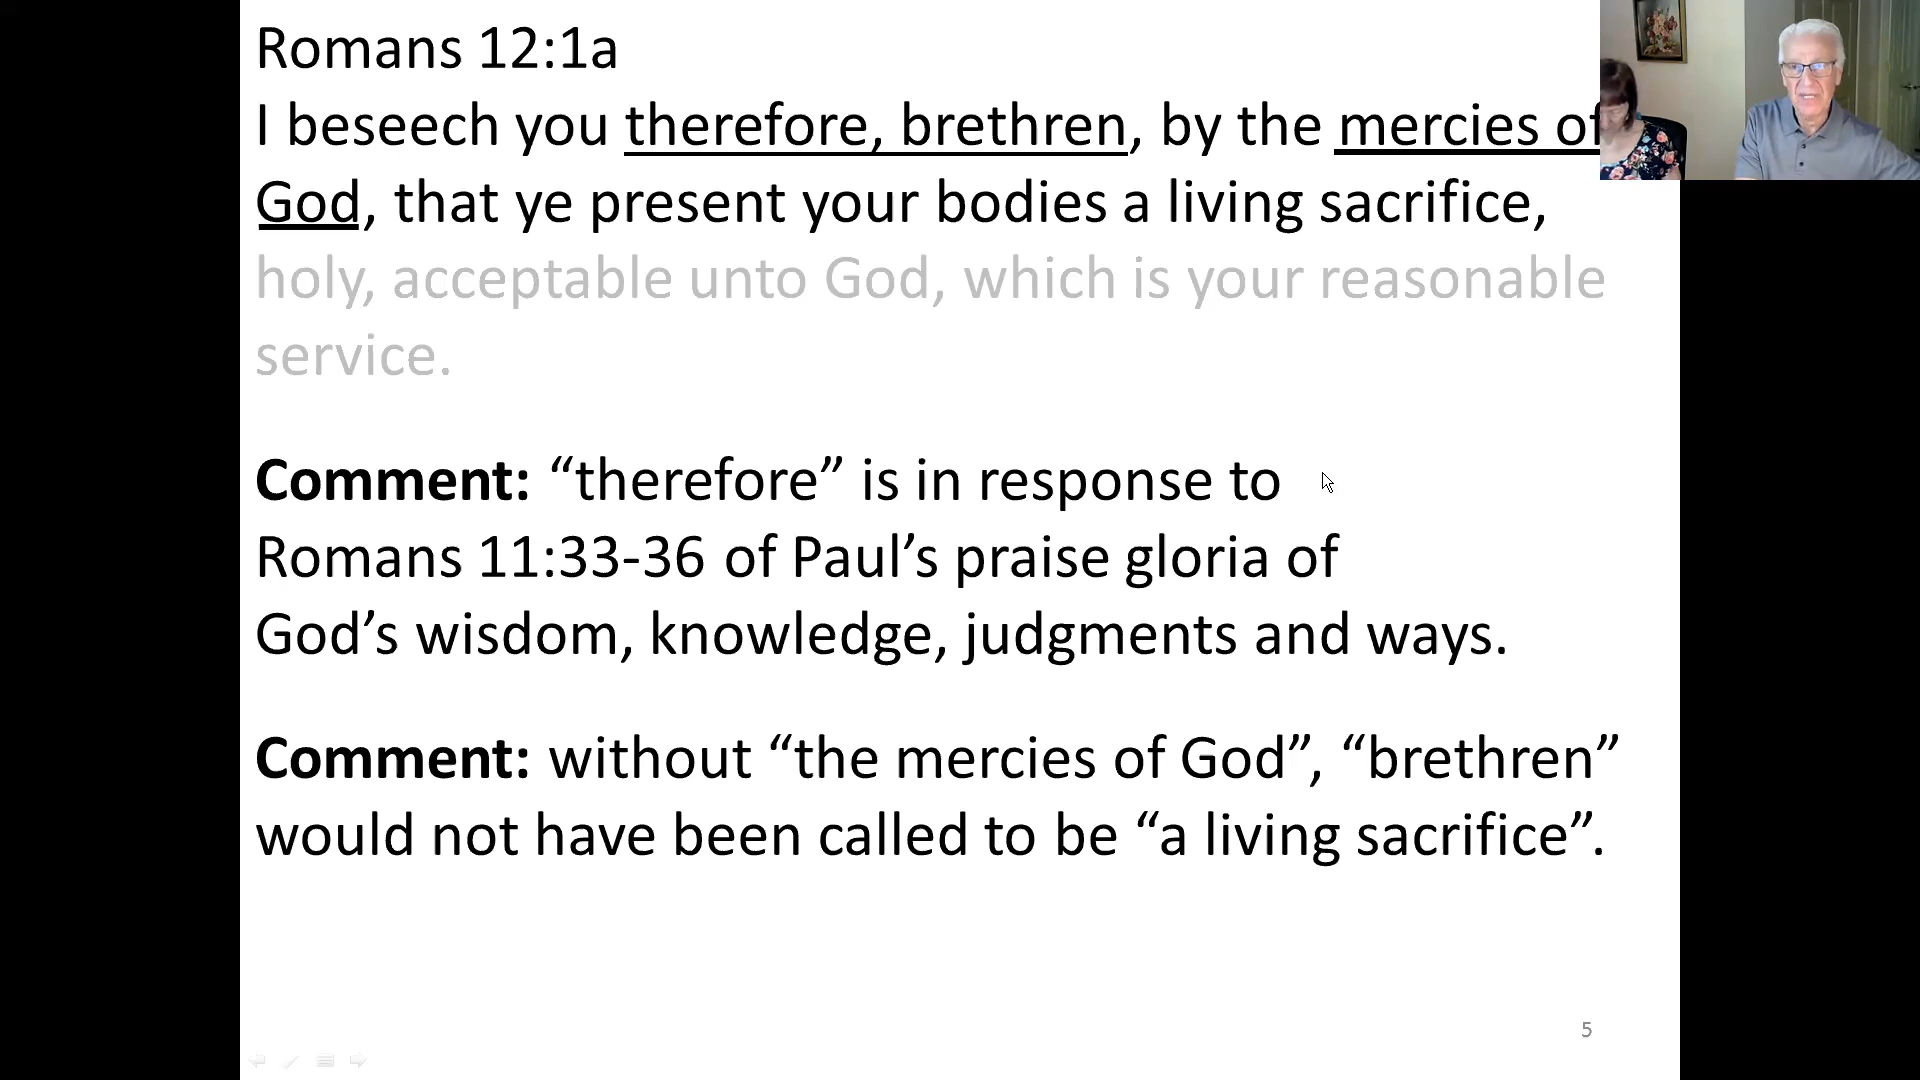 Romans 12:1a
I beseech you therefore, brethren, by the mercies of
God, that ye present your bodies a living sacrifice,
holy, acceptable unto God, which is your reasonable
service.
Comment: “therefore” is in response to
Romans 11:33-36 of Paul’s praise gloria of
God’s wisdom, knowledge, judgments and ways.
Comment: without “the mercies of God”, “brethren”
would not have been called to be “a living sacrifice”.
5